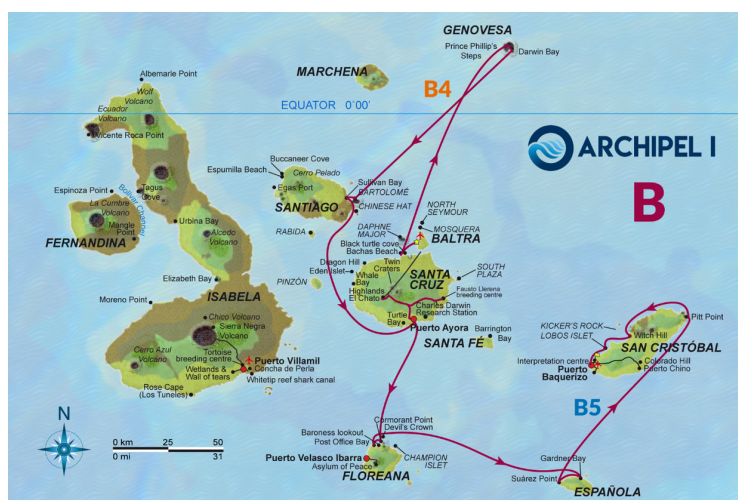 GENOVESA
Prince Phillip's
Steps
Darwin Bay
MARCHENA
B4
EQUATOR 0'00'
Albemarle Point
Wolf
Volcano
Ecuador
Volcano
Vicente Roca Point
ARCHIPEL I
B
Buccaneer Cove
Espumilla Beach
Cerro Pelado
Egas Port
Sullivan Bay
BARTOLOMÉ
CHINESE HAT
SANTIAGO
Espinoza Point
Tagus
Cove
Bolivar Channel
La Cumbre
Volcano
Mangle
Point
FERNANDINA
Urbina Bay
Alcedo
Volcano
RABIDA
NORTH
SEYMOUR
MOSQUERA
DAPHNE
MAJOR
BALTRA
Black turtle cove
Bachas Beach
Dragon Hill
Eden Islet
Twin
Craters
Whale
Bay
SANTA
CRUZ
SOUTH
PLAZA
Highlands
El Chato
Fausto Llerena
breeding centre
Charles Darwin
Research Station
Turtle
Bay
Puerto Ayora
PINZÓN
Elizabeth Bay
ISABELA
Moreno Point
Chico Volcano
Sierra Negra
Volcano
Cerro Azul
Volcano
Tortoise
breeding centre
Puerto Villamil
Concha de Perla
Wetlands &
Wall of tears
Whitetip reef shark canal
Rose Cape
(Los Tuneles)
SANTA FÉ
Barrington
Bay
KICKER'S ROCK
LOBOS ISLET
Pitt Point
Witch Hill
SAN CRISTÓBAL
Interpretation centre
Colorado Hill
Puerto Chino
Puerto
Baquerizo
B5
N
0 km 25 50
0 mi 31
Cormorant Point
Devil's Crown
Baroness lookout
Post Office Bay
Puerto Velasco Ibarra
Asylum of Peace
CHAMPION
ISLET
FLOREANA
Gardner Bay
Suárez Point
ESPAÑOLA